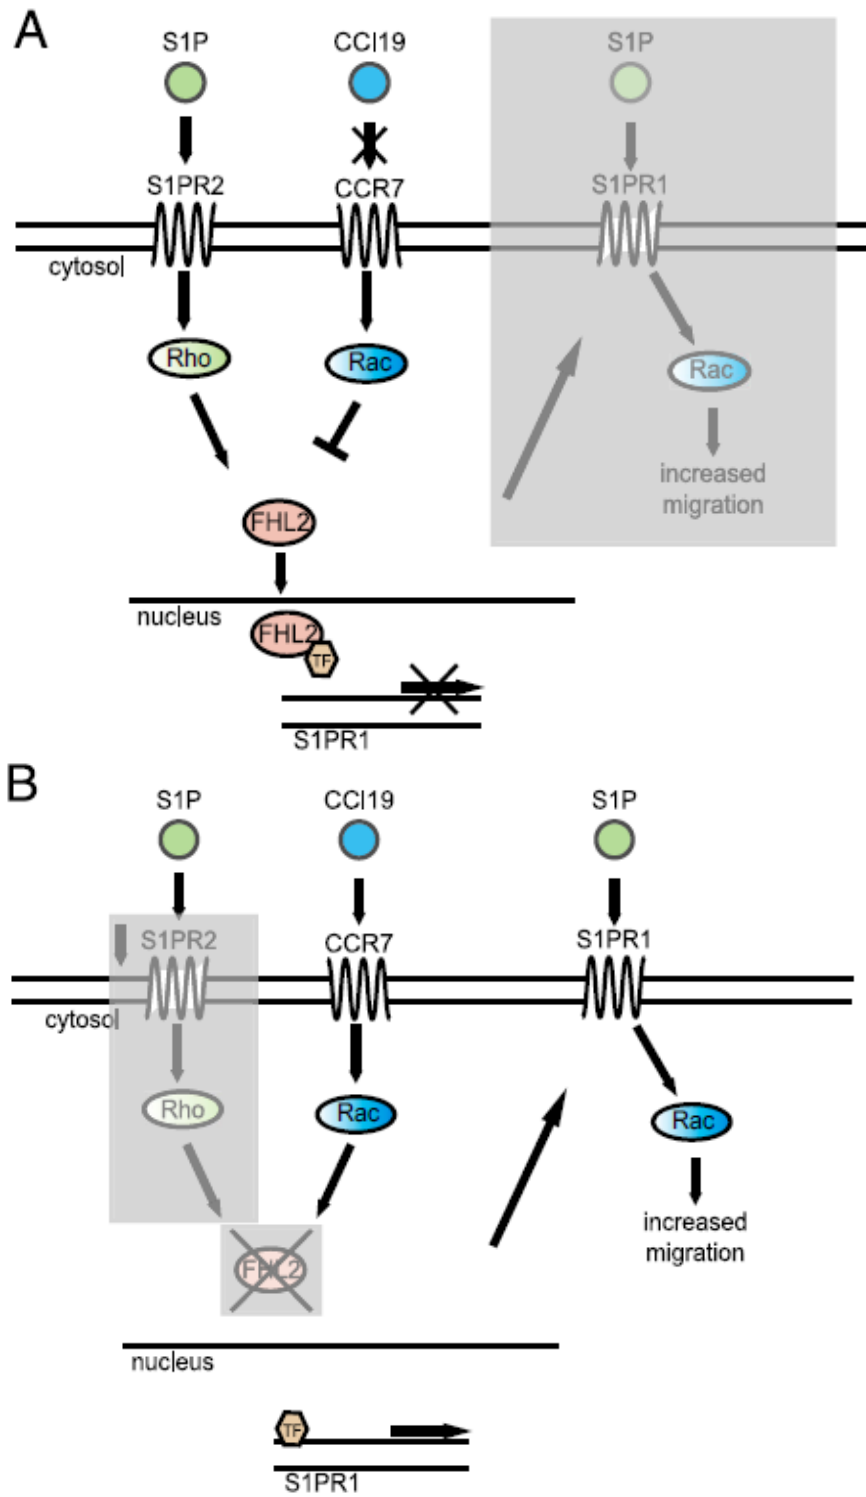 A
S1P
CCl19
S1P
S1PR2
CCR7
S1PR1
cytosol
Rho
Rac
Rac
increased
migration
FHL2
nucleus
FHL2
TF
S1PR1
B
S1P
CCl19
S1P
S1PR2
CCR7
S1PR1
cytosol
Rho
Rac
Rac
increased
migration
FHL2
nucleus
TF
S1PR1